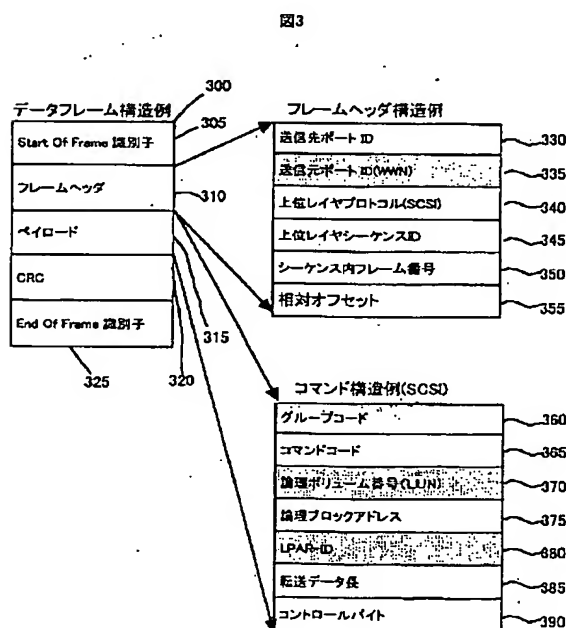 図3
データフレーム構造例
300
305
Start Of Frame 識別子
フレームヘッダ
310
ペイロード
CRC
315
End Of Frame 識別子
320
325
フレームヘッダ構造例
送信先ポート ID
330
送信元ポート ID(WWN)
335
上位レイヤプロトコル(SCSI)
340
上位レイヤシーケンスID
345
シーケンス内フレーム番号
350
相対オフセット
355
コマンド構造例(SCSI)
グループコード
360
コマンドコード
365
論理ボリューム番号(LUN)
370
論理ブロックアドレス
375
LPAR-ID
380
転送データ長
385
コントロールバイト
390